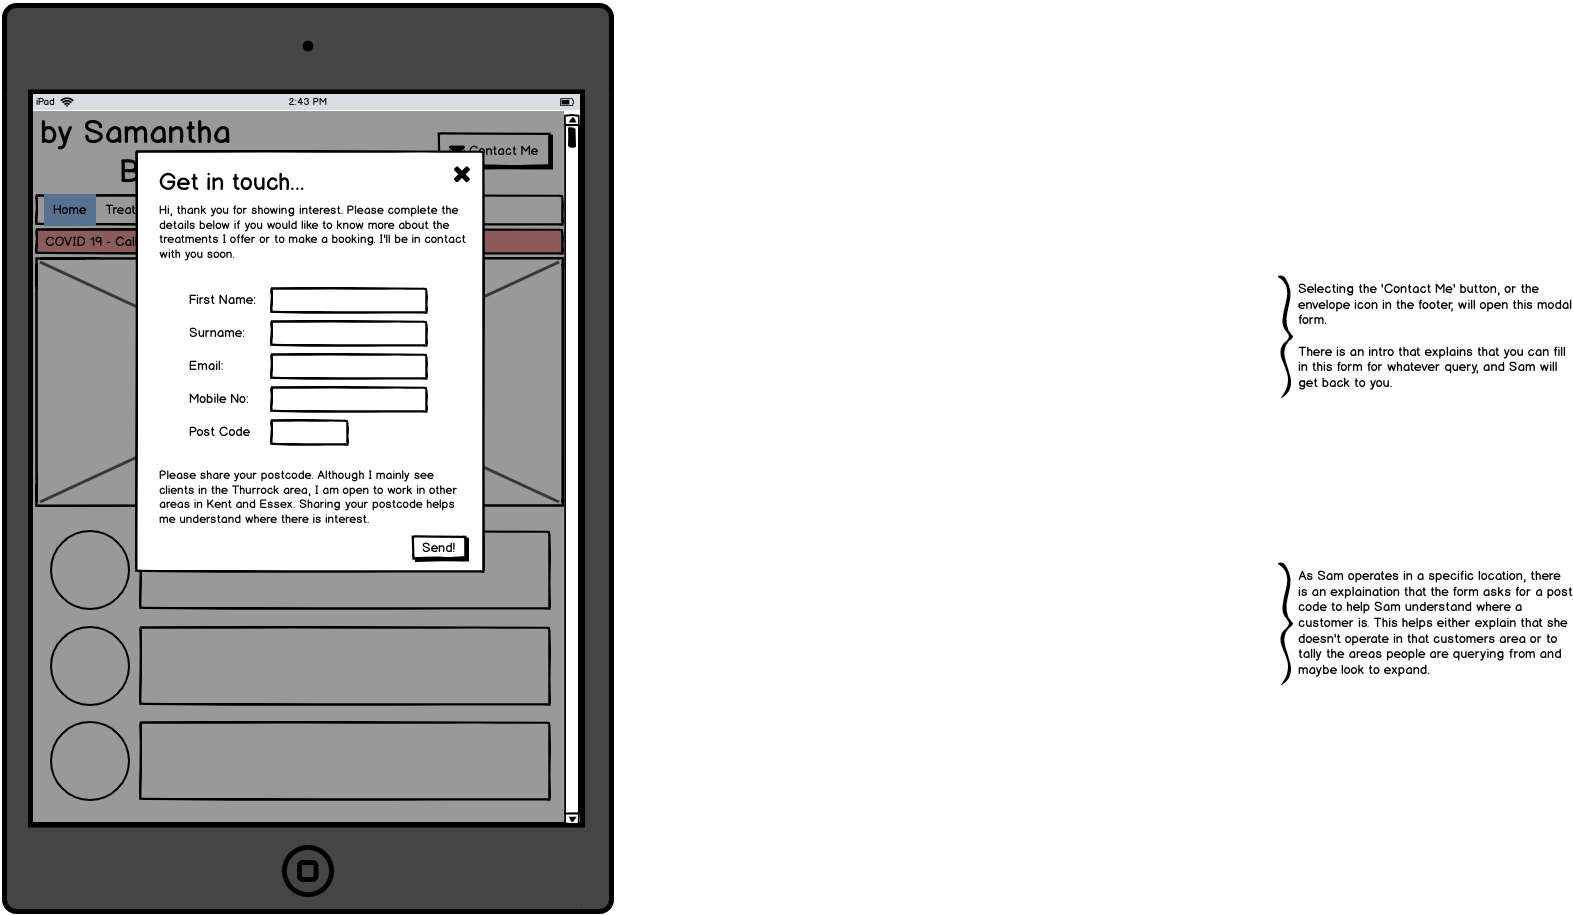 iPad
2:43 PM
by Samantha
B
Contact Me
Home Treat
COVID 19 - Cal
Get in touch...
Hi, thank you for showing interest. Please complete the
details below if you would like to know more about the
treatments I offer or to make a booking. I'll be in contact
with you soon.
First Name:
Surname:
Email:
Mobile No:
Post Code
Please share your postcode. Although I mainly see
clients in the Thurrock area, I am open to work in other
areas in Kent and Essex. Sharing your postcode helps
me understand where there is interest.
Send!
Selecting the 'Contact Me' button, or the
envelope icon in the footer, will open this modal
form.
There is an intro that explains that you can fill
in this form for whatever query, and Sam will
get back to you.
As Sam operates in a specific location, there
is an explaination that the form asks for a post
code to help Sam understand where a
customer is. This helps either explain that she
doesn't operate in that customers area or to
tally the areas people are querying from and
maybe look to expand.